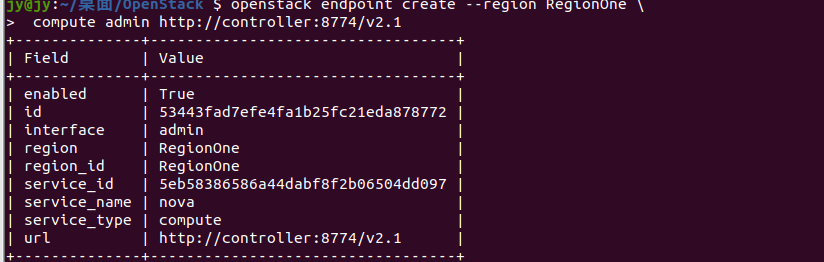 jy@jy:~/桌面/OpenStack $ openstack endpoint create --region RegionOne \
>  compute admin http://controller:8774/v2.1
+--------------+----------------------------------+
| Field        | Value                            |
+--------------+----------------------------------+
| enabled      | True                             |
| id           | 53443fad7efe4fa1b25fc21eda878772 |
| interface    | admin                            |
| region       | RegionOne                        |
| region_id    | RegionOne                        |
| service_id   | 5eb58386586a44dabf8f2b06504dd097 |
| service_name | nova                             |
| service_type | compute                          |
| url          | http://controller:8774/v2.1      |
+--------------+----------------------------------+